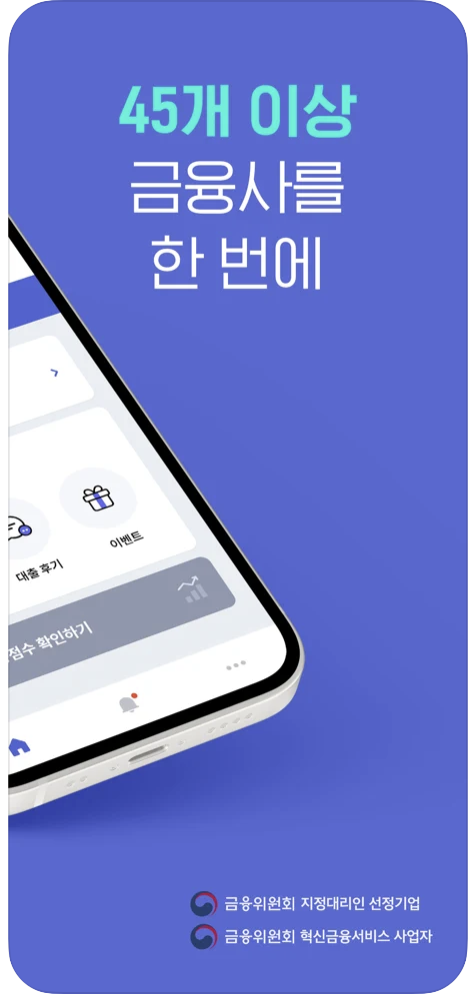 45개 이상
금융사를
한 번에
대출 후기
이벤트
점수 확인하기
금융위원회 지정대리인 선정기업
금융위원회 혁신금융서비스 사업자